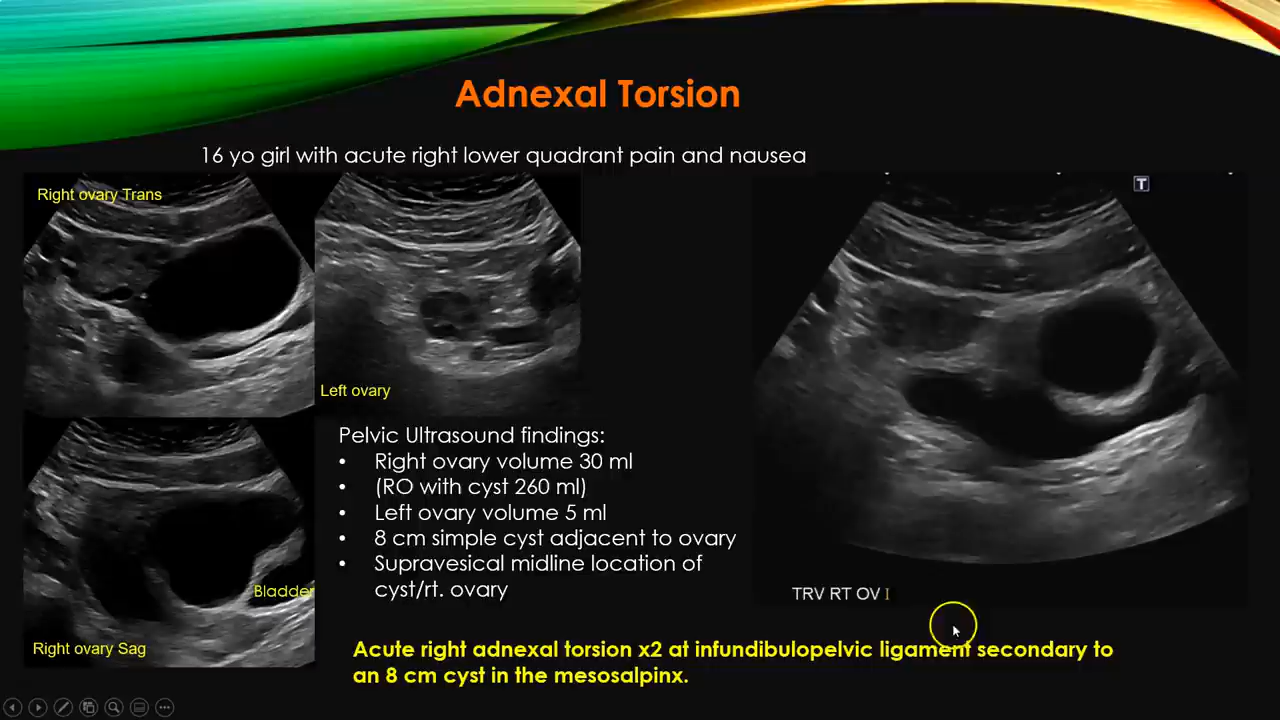 Adnexal Torsion
16 yo girl with acute right lower quadrant pain and nausea
Right ovary Trans
Left ovary
T
Pelvic Ultrasound findings:
• Right ovary volume 30 ml
• (RO with cyst 260 ml)
• Left ovary volume 5 ml
• 8 cm simple cyst adjacent to ovary
• Supravesical midline location of
cyst/rt. ovary
Bladder
Right ovary Sag
TRV RT OV I
Acute right adnexal torsion x2 at infundibulopelvic ligament secondary to
an 8 cm cyst in the mesosalpinx.